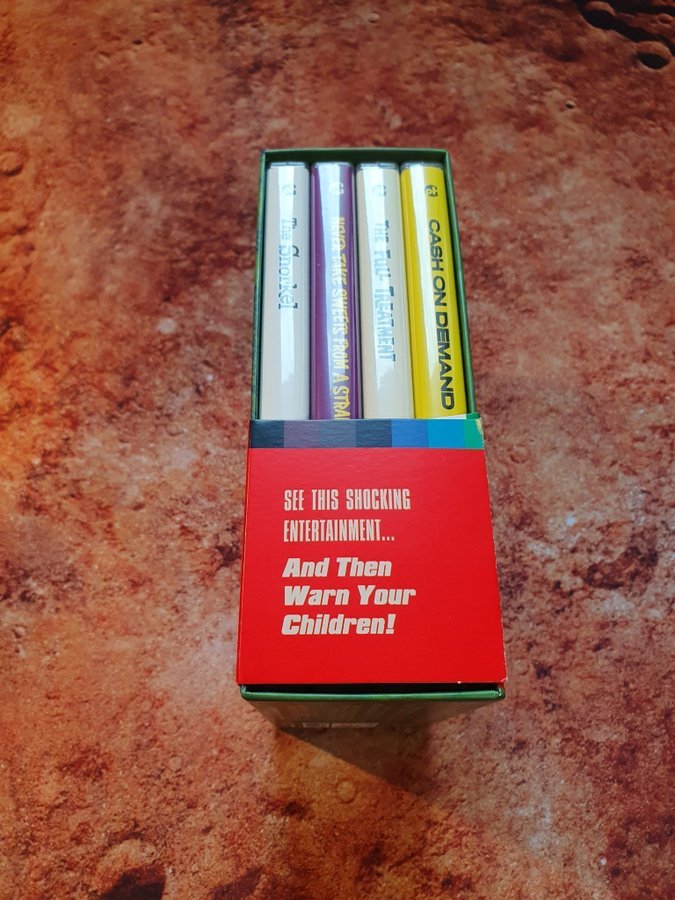 The Snorkel
NEVER TAKE SWEETS FROM A STRA
THE FULL TREATMENT
CASH ON DEMAND
SEE THIS SHOCKING
ENTERTAINMENT...
And Then
Warn Your
Children!